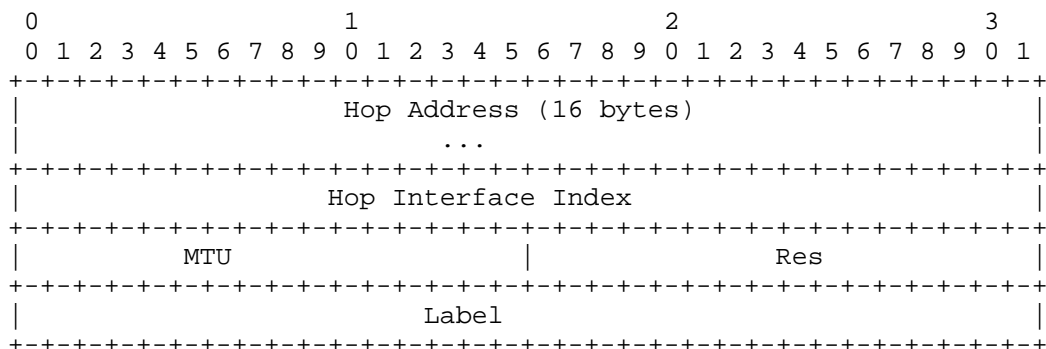 0                   1                   2                   3
 0 1 2 3 4 5 6 7 8 9 0 1 2 3 4 5 6 7 8 9 0 1 2 3 4 5 6 7 8 9 0 1
+-+-+-+-+-+-+-+-+-+-+-+-+-+-+-+-+-+-+-+-+-+-+-+-+-+-+-+-+-+-+-+-+
|                    Hop Address (16 bytes)                     |
|                          ...                                  |
+-+-+-+-+-+-+-+-+-+-+-+-+-+-+-+-+-+-+-+-+-+-+-+-+-+-+-+-+-+-+-+-+
|                   Hop Interface Index                         |
+-+-+-+-+-+-+-+-+-+-+-+-+-+-+-+-+-+-+-+-+-+-+-+-+-+-+-+-+-+-+-+-+
|          MTU                  |               Res             |
+-+-+-+-+-+-+-+-+-+-+-+-+-+-+-+-+-+-+-+-+-+-+-+-+-+-+-+-+-+-+-+-+
|                         Label                                 |
+-+-+-+-+-+-+-+-+-+-+-+-+-+-+-+-+-+-+-+-+-+-+-+-+-+-+-+-+-+-+-+-+